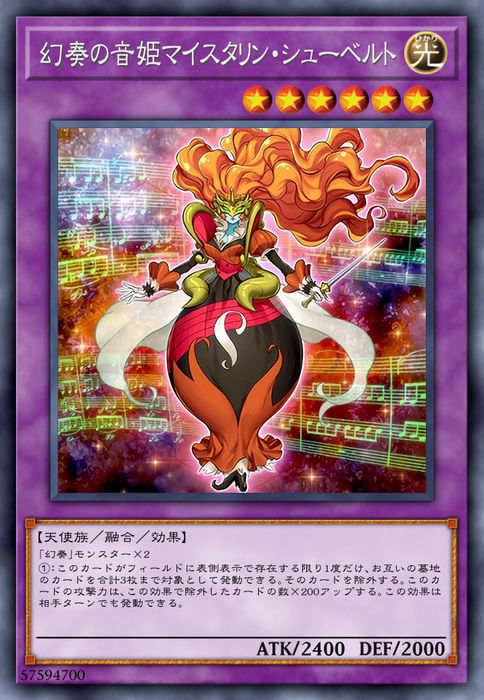 幻奏の音姫マイスタリン・シューベルト
ひかり
光
【天使族／融合／効果】
「幻奏」モンスター×2
①：このカードがフィールドに表側表示で存在する限り1度だけ、お互いの墓地
のカードを合計3枚まで対象として発動できる。そのカードを除外する。このカ
ードの攻撃力は、この効果で除外したカードの数×200アップする。この効果は
相手ターンでも発動できる。
ATK/2400 DEF/2000
57594700